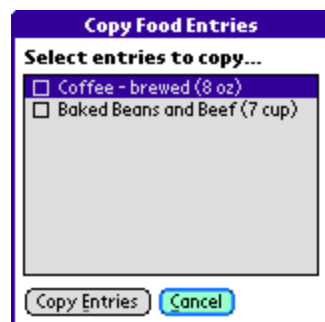 Copy Food Entries
Select entries to copy...
Coffee - brewed (8 oz)
Baked Beans and Beef (7 cup)
Copy Entries
Cancel